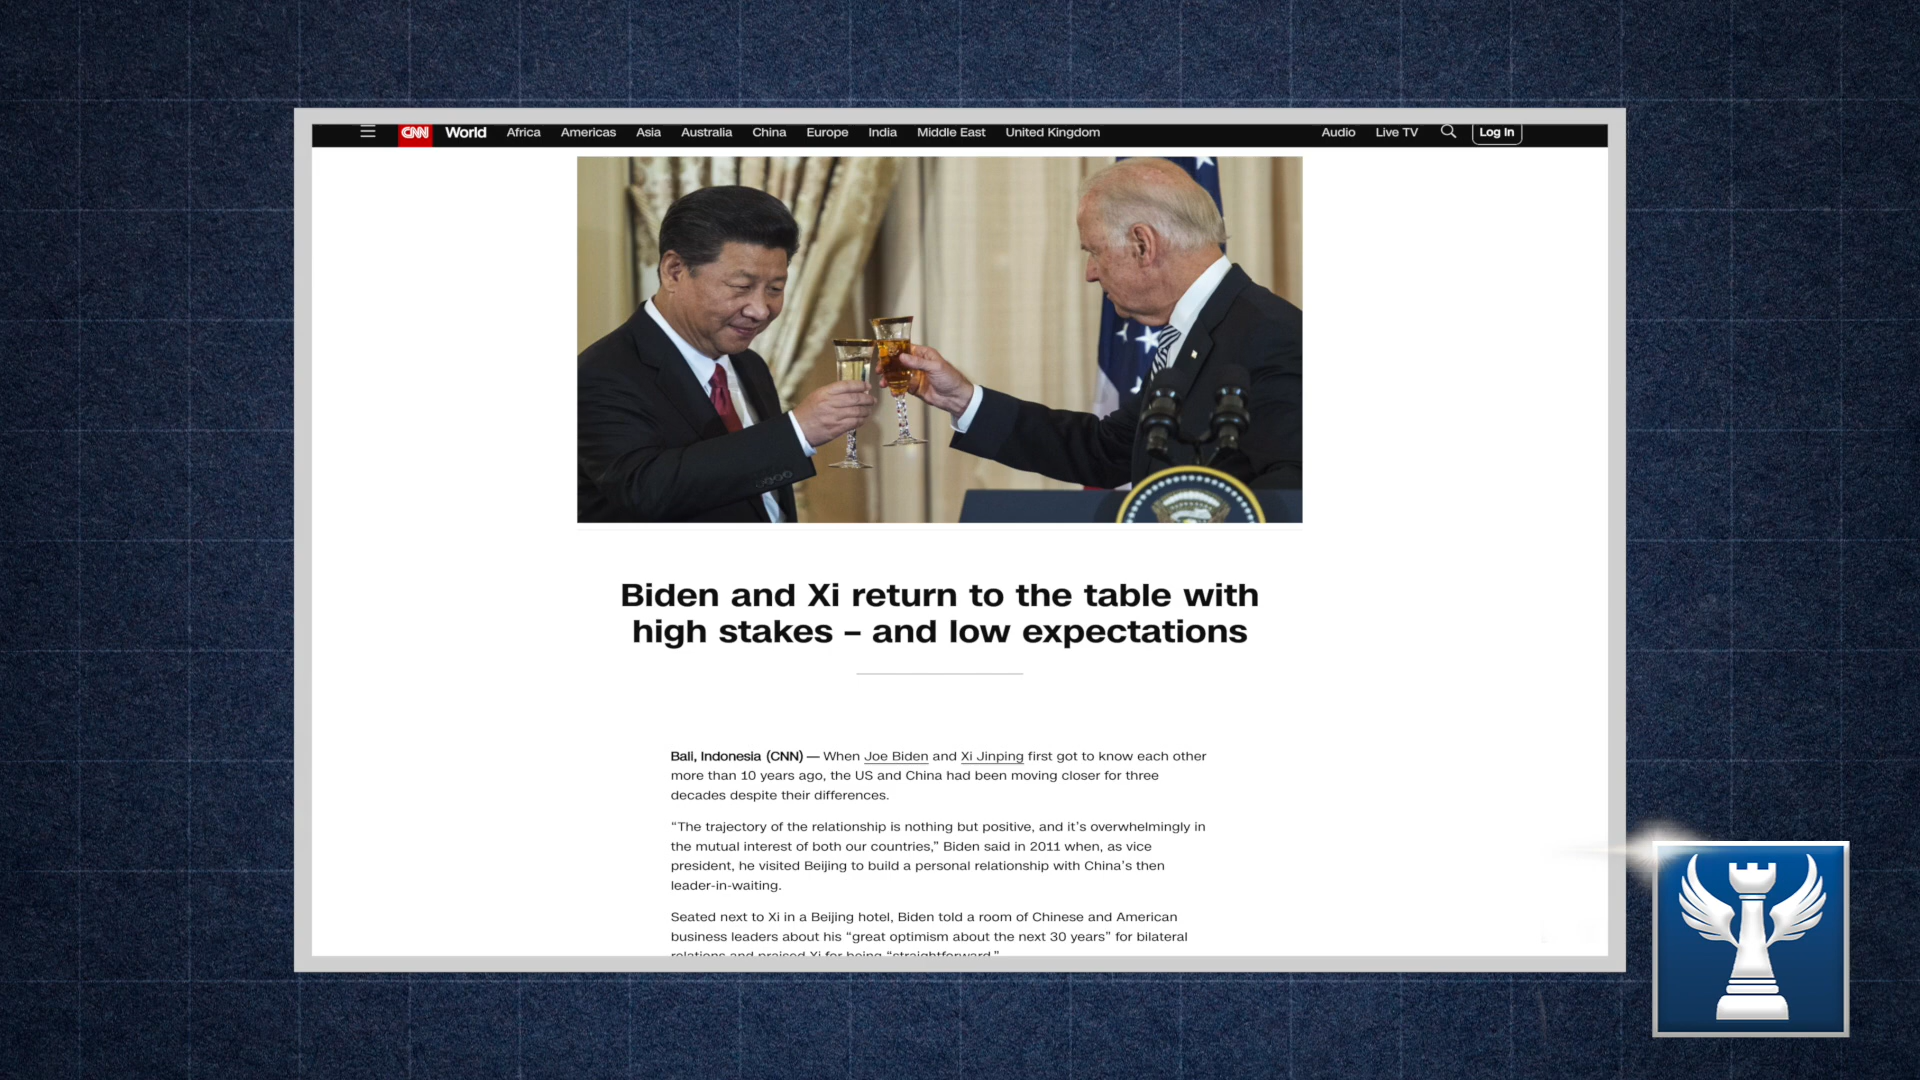 CNN World Africa Americas Asia Australia China Europe India Middle East United Kingdom Audio Live TV Log In
Biden and Xi return to the table with
high stakes – and low expectations
Bali, Indonesia (CNN) — When Joe Biden and Xi Jinping first got to know each other
more than 10 years ago, the US and China had been moving closer for three
decades despite their differences.
“The trajectory of the relationship is nothing but positive, and it’s overwhelmingly in
the mutual interest of both our countries,” Biden said in 2011 when, as vice
president, he visited Beijing to build a personal relationship with China’s then
leader-in-waiting.
Seated next to Xi in a Beijing hotel, Biden told a room of Chinese and American
business leaders about his “great optimism about the next 30 years” for bilateral
relations and praised Xi for being “straightforward.”